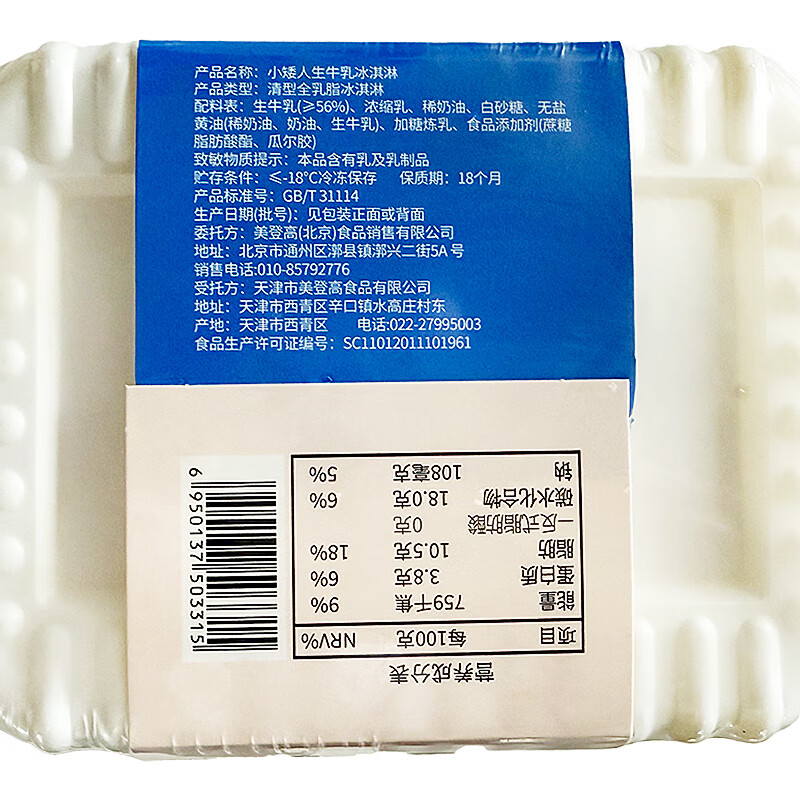 产品名称：小矮人生牛乳冰淇淋
产品类型：清型全乳脂冰淇淋
配料表：生牛乳(≥56%)、浓缩乳、稀奶油、白砂糖、无盐
黄油(稀奶油、奶油、生牛乳)、加糖炼乳、食品添加剂(蔗糖
脂肪酸酯、瓜尔胶)
致敏物质提示：本品含有乳及乳制品
贮存条件：≤-18°C冷冻保存 保质期：18个月
产品标准号：GB/T 31114
生产日期(批号)：见包装正面或背面
委托方：美登高(北京)食品销售有限公司
地址：北京市通州区漷县镇漷兴二街5A号
销售电话:010-85792776
受托方：天津市美登高食品有限公司
地址：天津市西青区辛口镇水高庄村东
产地：天津市西青区 电话:022-27995003
食品生产许可证编号：SC11012011101961
营养成分表
项目 每100克 NRV%
能量 759千焦 9%
蛋白质 3.8克 6%
脂肪 10.5克 18%
一反式脂肪酸 0克
碳水化合物 18.0克 6%
钠 108毫克 5%
6950137503315